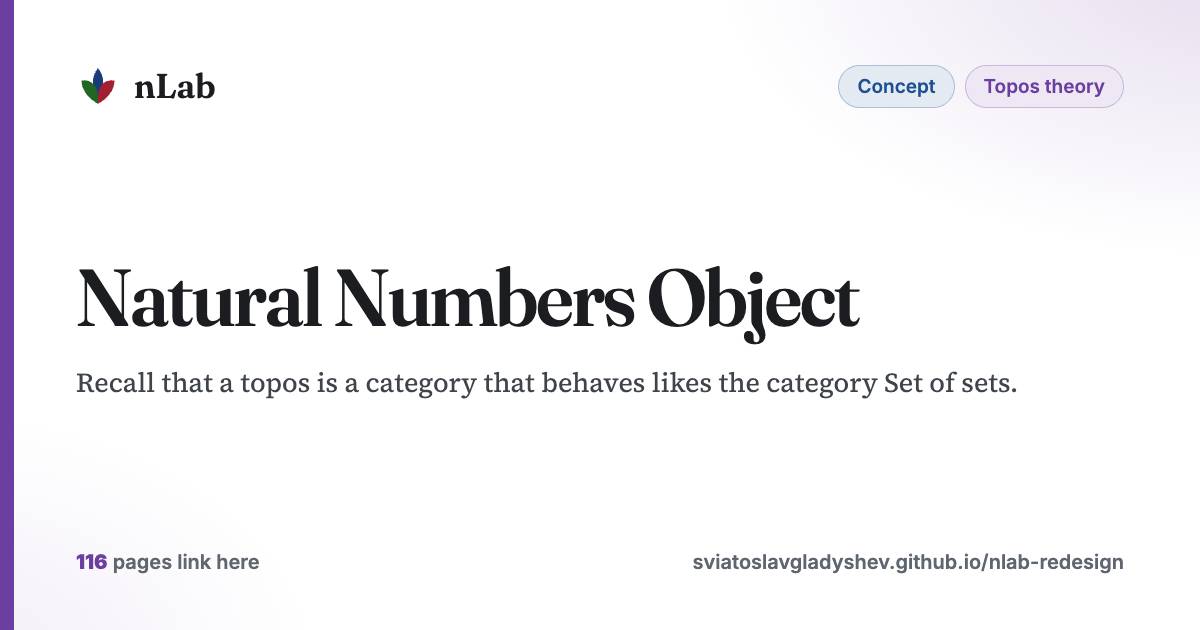 nLab
Concept
Topos theory
Natural Numbers Object
Recall that a topos is a category that behaves likes the category Set of sets.
116 pages link here
sviatoslavgladyshev.github.io/nlab-redesign